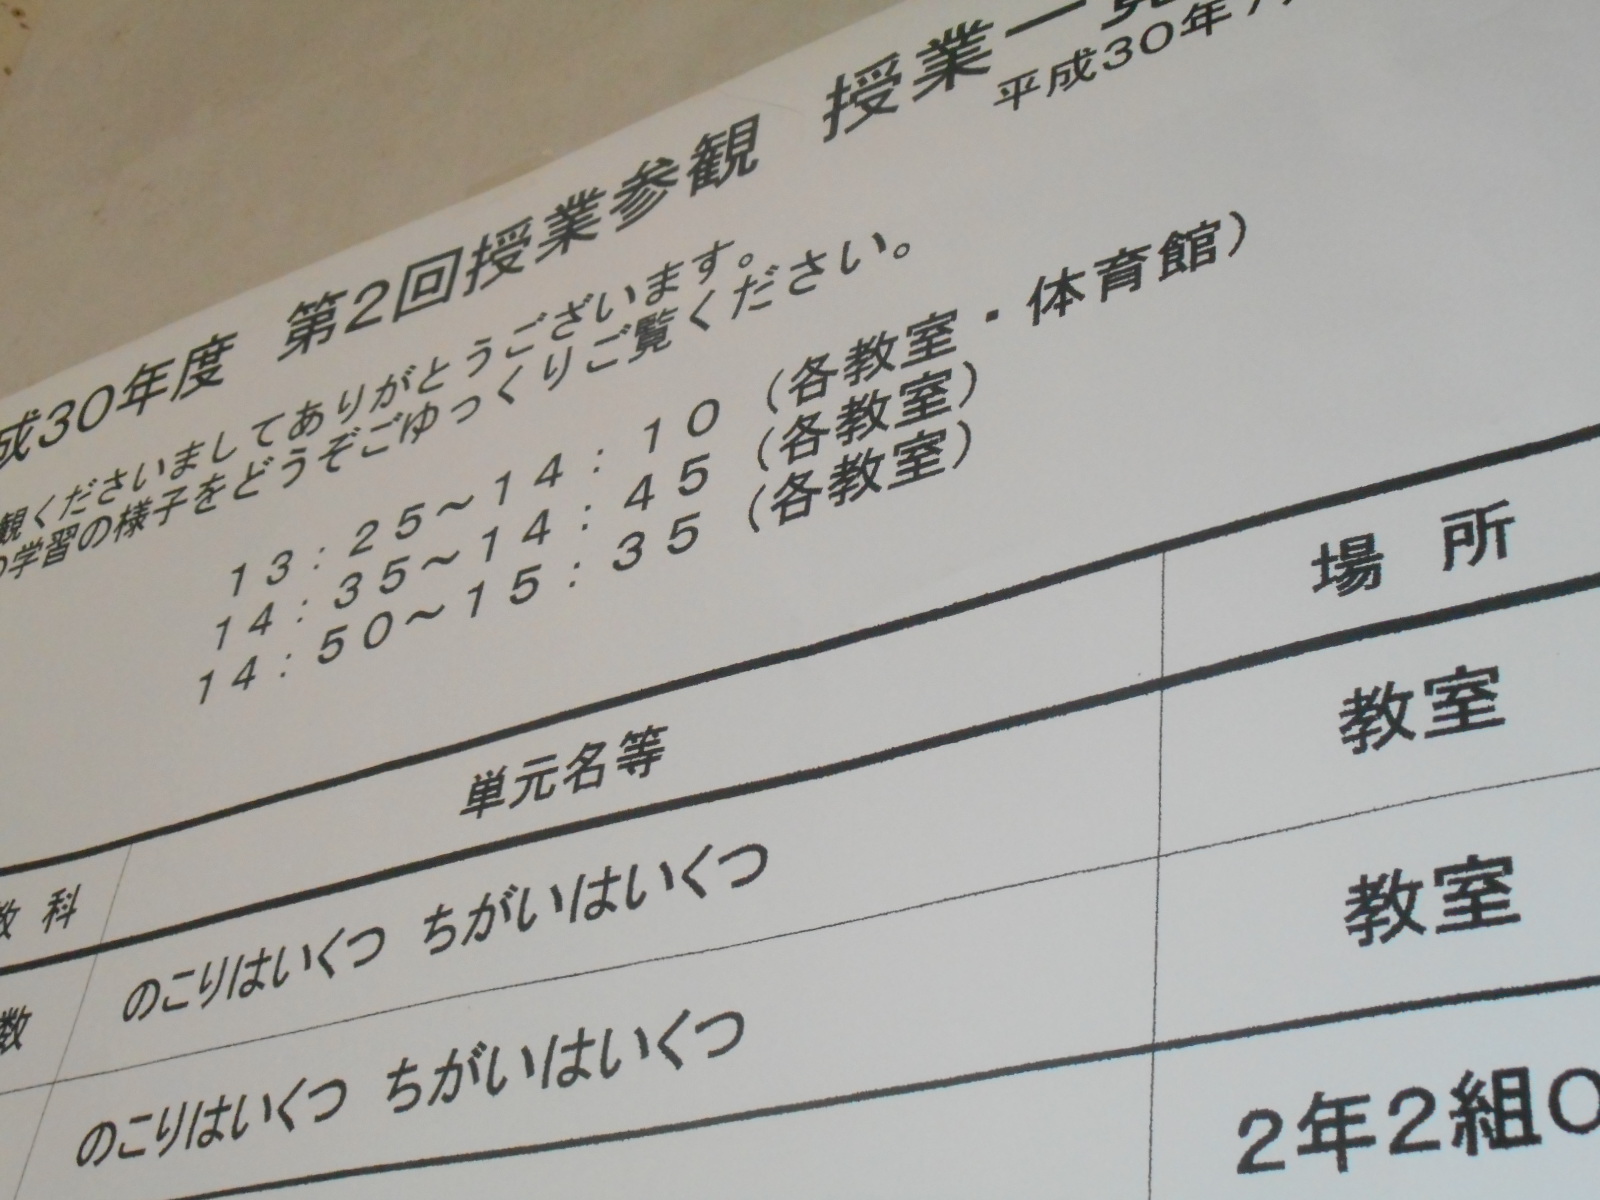 成30年度 第2回授業参観 授業一
平成30年
観くださいましてありがとうございます。
の学習の様子をどうぞごゆっくりご覧ください。
13:25～14:10 (各教室・体育館)
14:35～14:45 (各教室)
14:50～15:35 (各教室)
教科 単元名等 場所
数 のこりはいくつ ちがいはいくつ 教室
のこりはいくつ ちがいはいくつ 教室
2年2組